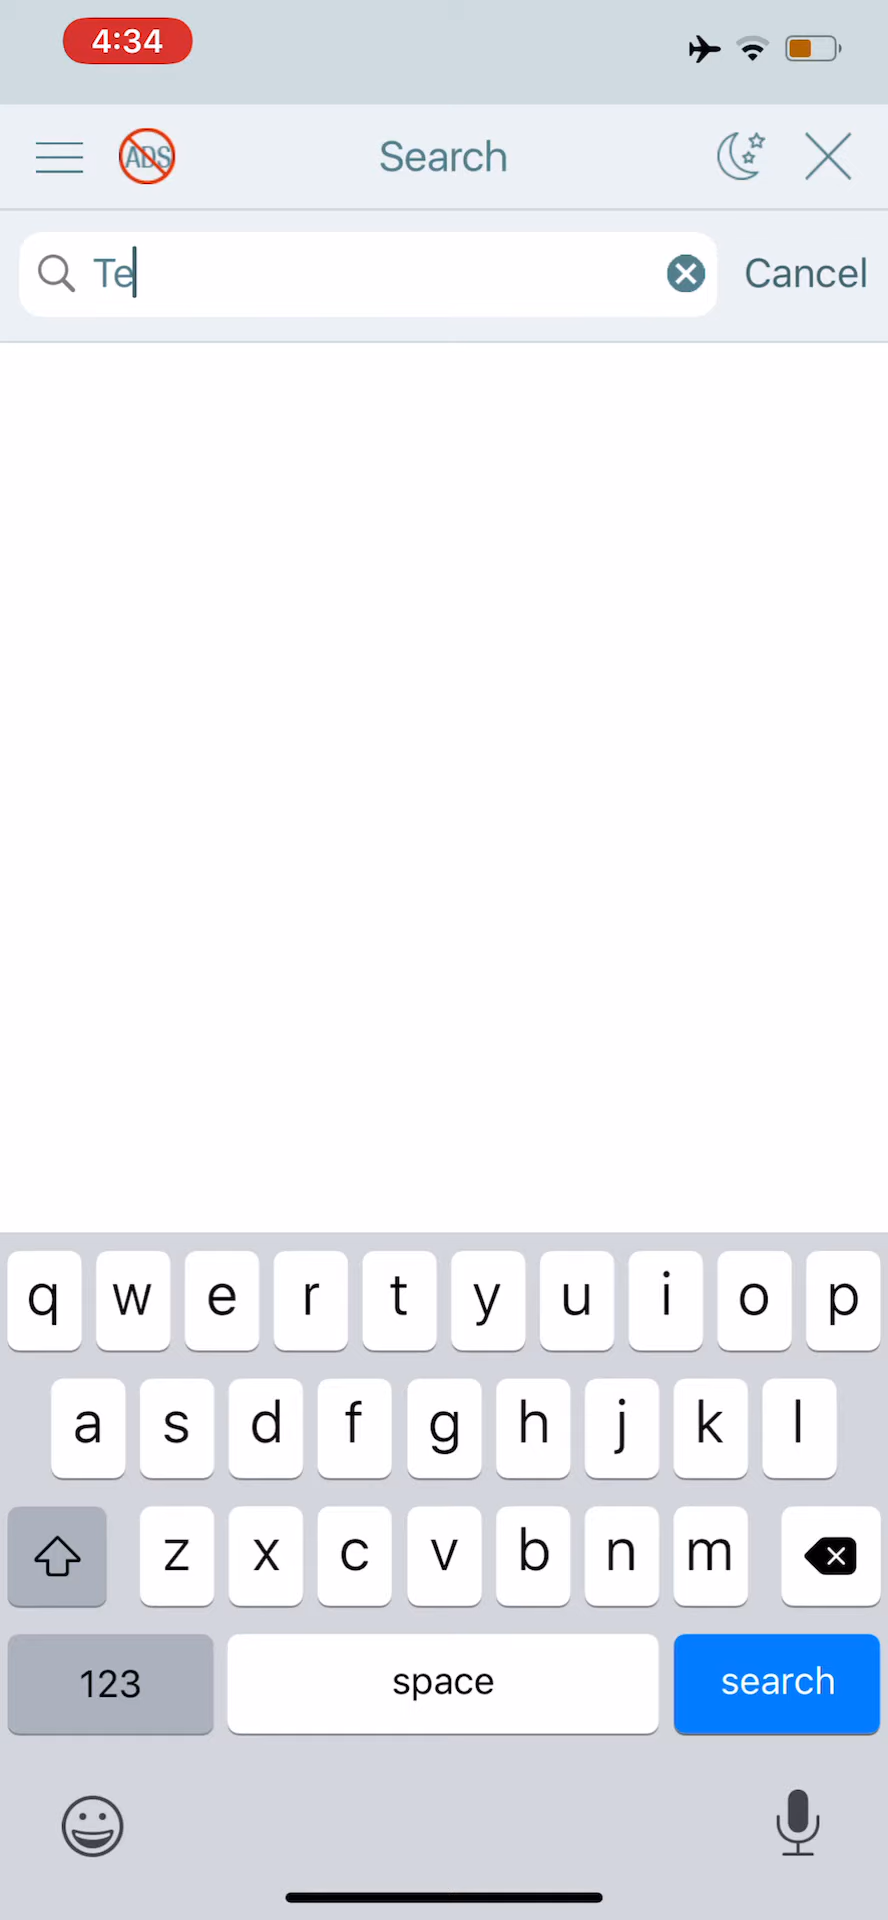 4:34
ADS
Search
Te
Cancel
q w e r t y u i o p
a s d f g h j k l
z x c v b n m
123 space search